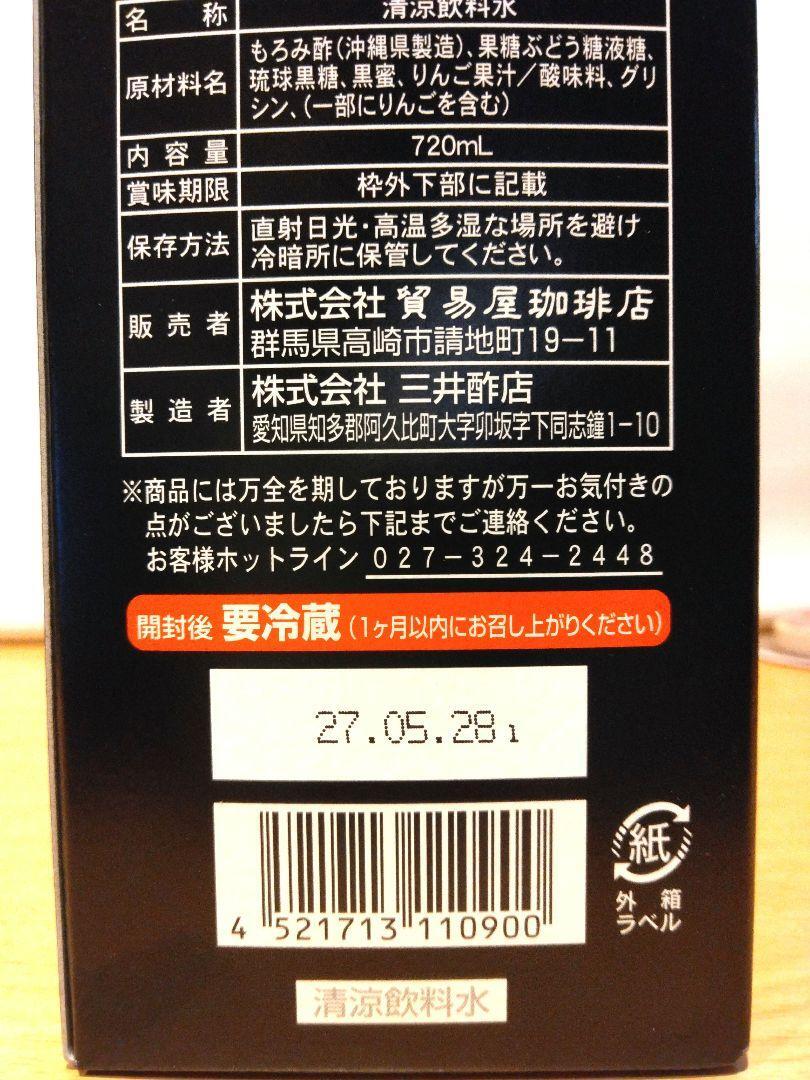 名称 清涼飲料水
原材料名 もろみ酢(沖縄県製造)、果糖ぶどう糖液糖、
琉球黒糖、黒蜜、りんご果汁/酸味料、グリ
シン、(一部にりんごを含む)
内容量 720mL
賞味期限 枠外下部に記載
保存方法 直射日光・高温多湿な場所を避け
冷暗所に保管してください。
販売者 株式会社 貿易屋珈琲店
群馬県高崎市請地町19-11
製造者 株式会社 三井酢店
愛知県知多郡阿久比町大字卯坂字下同志鐘1-10
※商品には万全を期しておりますが万一お気付きの
点がございましたら下記までご連絡ください。
お客様ホットライン 027-324-2448
開封後 要冷蔵 (1ヶ月以内にお召し上がりください)
27.05.28 1
4 521713 110900
紙
外箱
ラベル
清涼飲料水